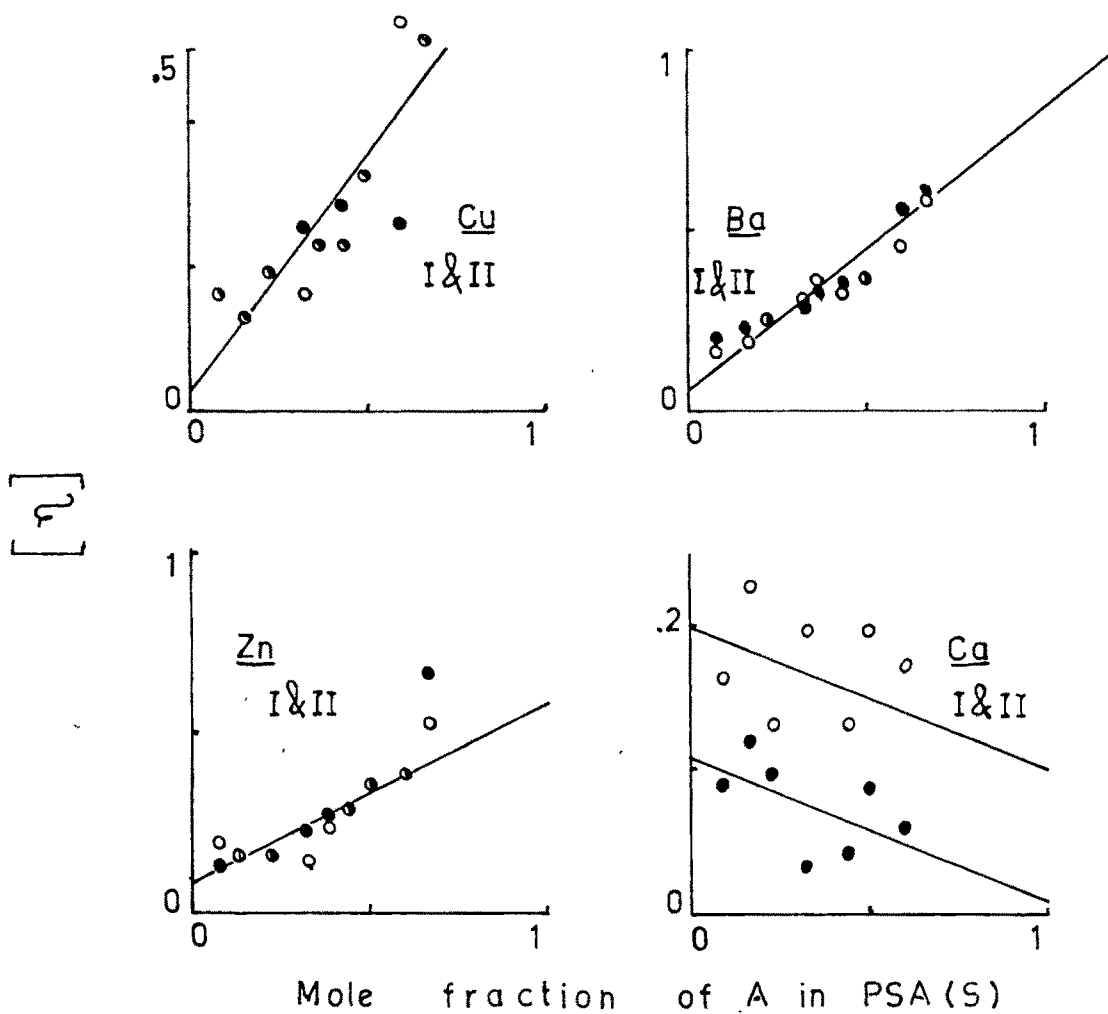 .5
Cu
I&II
0
0 1
1
Ba
I&II
0
0 1
[η]
1
Zn
I&II
0
0 1
.2
Ca
I&II
0
0 1
Mole fraction of A in PSA(S)